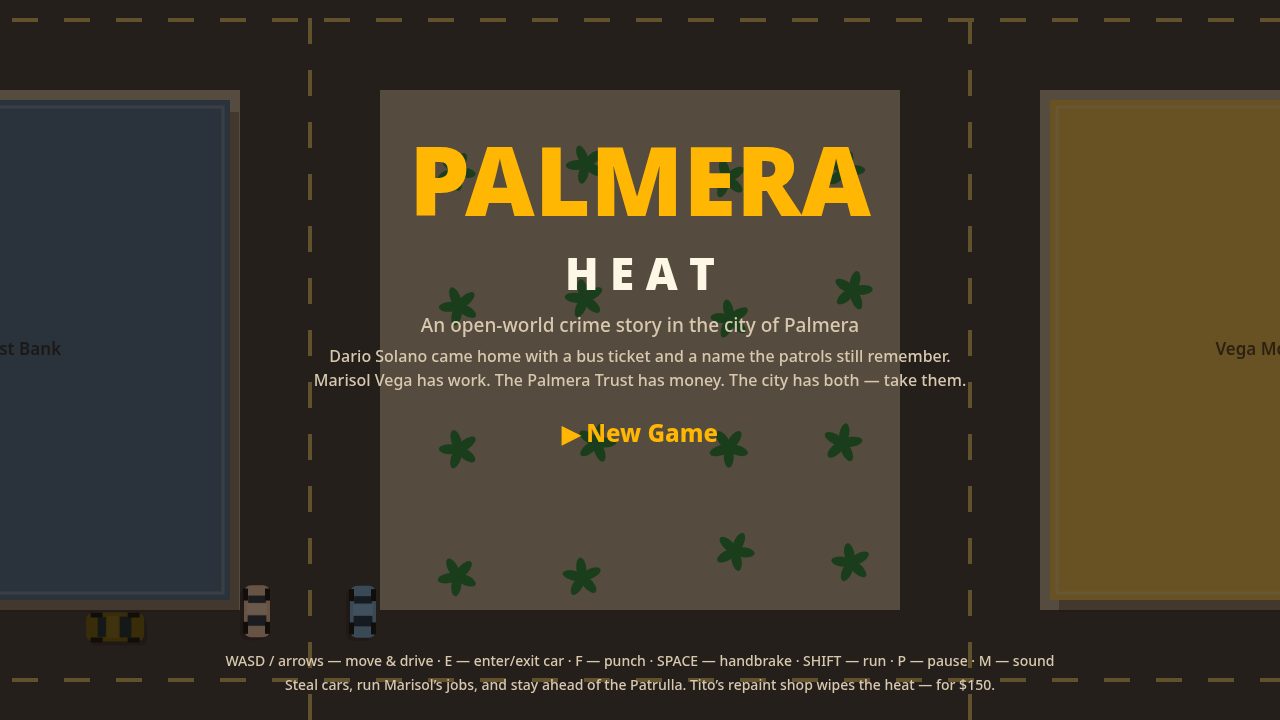 PALMERA
HEAT
An open-world crime story in the city of Palmera
st Bank
Dario Solano came home with a bus ticket and a name the patrols still remember.
Vega M
Marisol Vega has work. The Palmera Trust has money. The city has both — take them.
▶ New Game
WASD / arrows — move & drive · E — enter/exit car · F — punch · SPACE — handbrake · SHIFT — run · P — pause · M — sound
Steal cars, run Marisol’s jobs, and stay ahead of the Patrulla. Tito’s repaint shop wipes the heat — for $150.